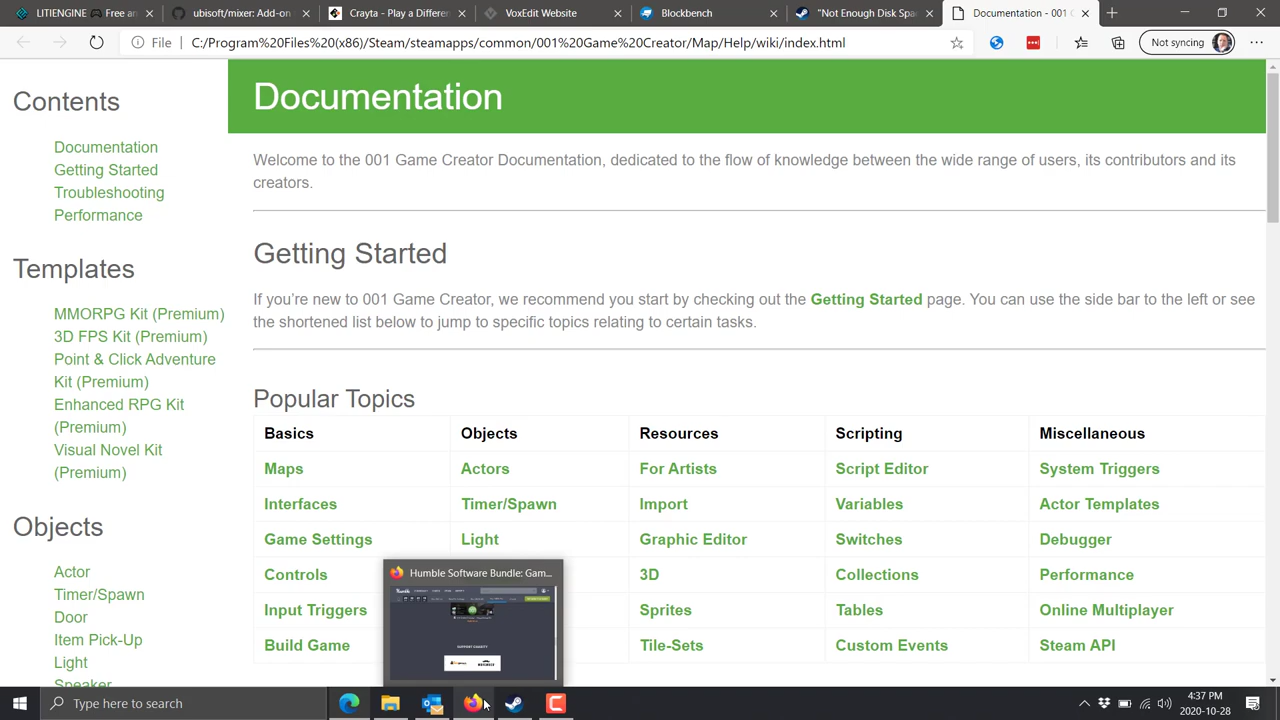 LITIENGINE 🎮 Free an
ubisoft/mixer: Add-on
Crayta - Play a Differen
VoxEdit Website
Blockbench
"Not Enough Disk Spa
Documentation - 001 G
File
C:/Program%20Files%20(x86)/Steam/steamapps/common/001%20Game%20Creator/Map/Help/wiki/index.html
Not syncing
Contents
Documentation
Getting Started
Troubleshooting
Performance
Templates
MMORPG Kit (Premium)
3D FPS Kit (Premium)
Point & Click Adventure
Kit (Premium)
Enhanced RPG Kit
(Premium)
Visual Novel Kit
(Premium)
Objects
Actor
Timer/Spawn
Door
Item Pick-Up
Light
Speaker
Documentation
Welcome to the 001 Game Creator Documentation, dedicated to the flow of knowledge between the wide range of users, its contributors and its
creators.
Getting Started
If you're new to 001 Game Creator, we recommend you start by checking out the Getting Started page. You can use the side bar to the left or see
the shortened list below to jump to specific topics relating to certain tasks.
Popular Topics
Basics Objects Resources Scripting Miscellaneous
Maps Actors For Artists Script Editor System Triggers
Interfaces Timer/Spawn Import Variables Actor Templates
Game Settings Light Graphic Editor Switches Debugger
Controls 3D Collections Performance
Input Triggers Sprites Tables Online Multiplayer
Build Game Tile-Sets Custom Events Steam API
Humble Software Bundle: Gam...
SUPPORT CHARITY
Type here to search
4:37 PM
2020-10-28